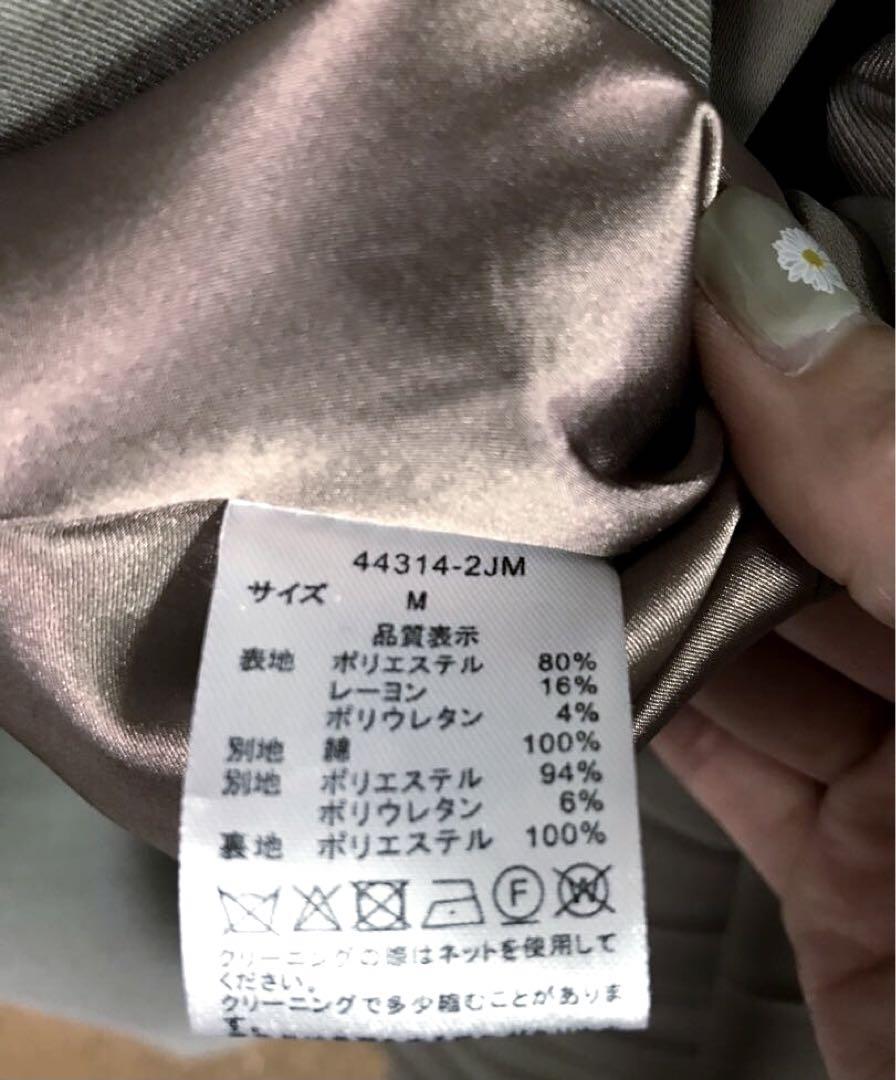 44314-2JM
サイズ M
品質表示
表地 ポリエステル 80%
レーヨン 16%
ポリウレタン 4%
別地 綿 100%
別地 ポリエステル 94%
ポリウレタン 6%
裏地 ポリエステル 100%
F W
クリーニングの際はネットを使用して
ください。
クリーニングで多少縮むことがありま
す。